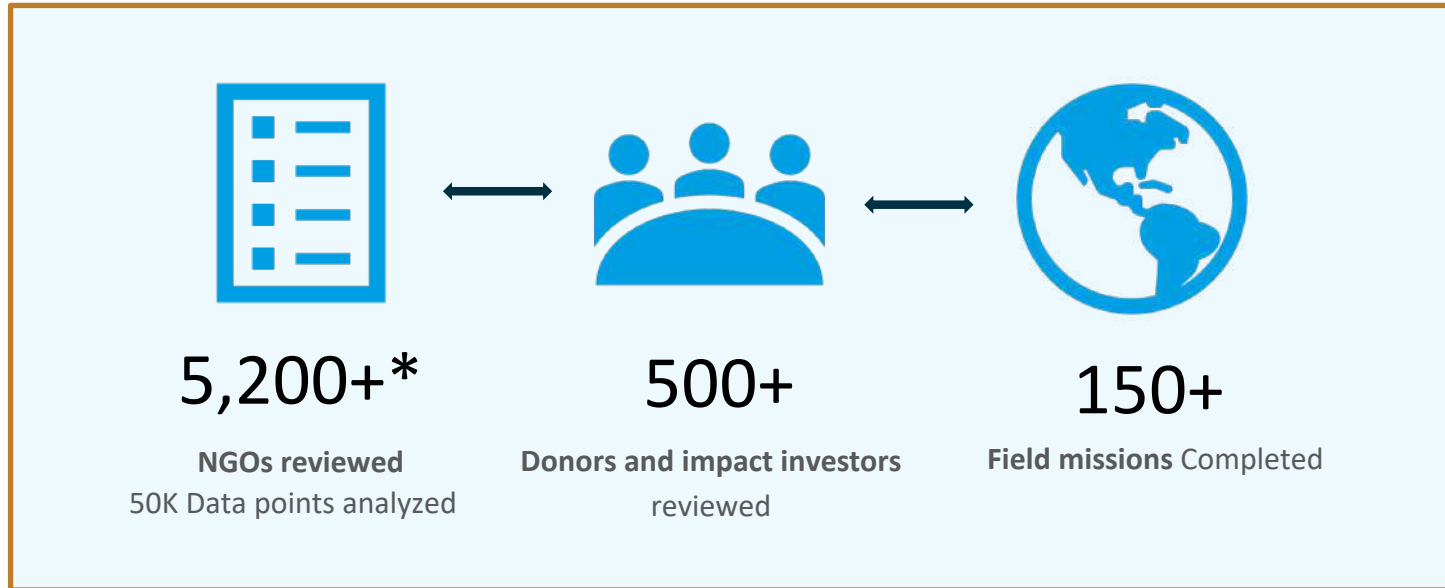 5,200+*
NGOs reviewed
50K Data points analyzed
500+
Donors and impact investors
reviewed
150+
Field missions Completed